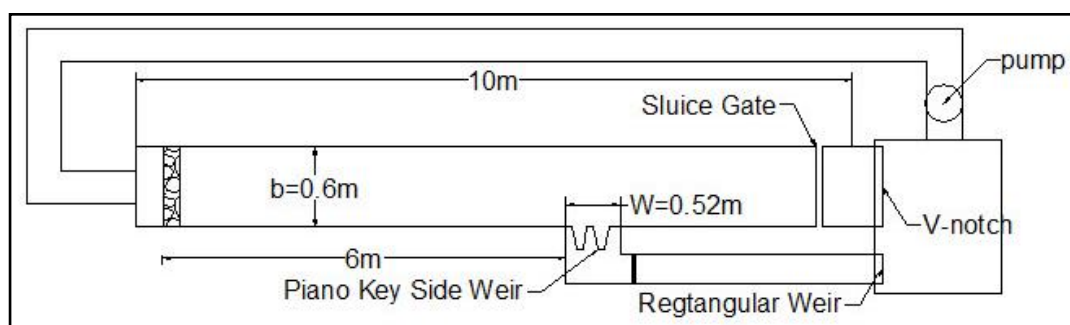 pump
10m
Sluice Gate
b=0.6m
W=0.52m
V-notch
6m
Piano Key Side Weir
Regtangular Weir